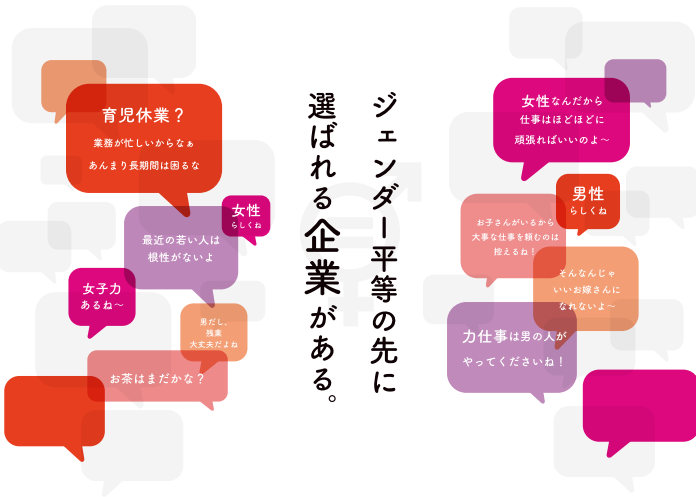 ジェンダー平等の先に
選ばれる企業がある。
育児休業？
業務が忙しいからなぁ
あんまり長期間は困るな
女性
らしくね
最近の若い人は
根性がないよ
女子力
あるね〜
男だし、
残業
大丈夫だよね
お茶はまだかな？
女性なんだから
仕事はほどほどに
頑張ればいいのよ〜
男性
らしくね
お子さんがいるから
大事な仕事を頼むのは
控えるね！
そんなんじゃ
いいお嫁さんに
なれないよ〜
力仕事は男の人が
やってくださいね！